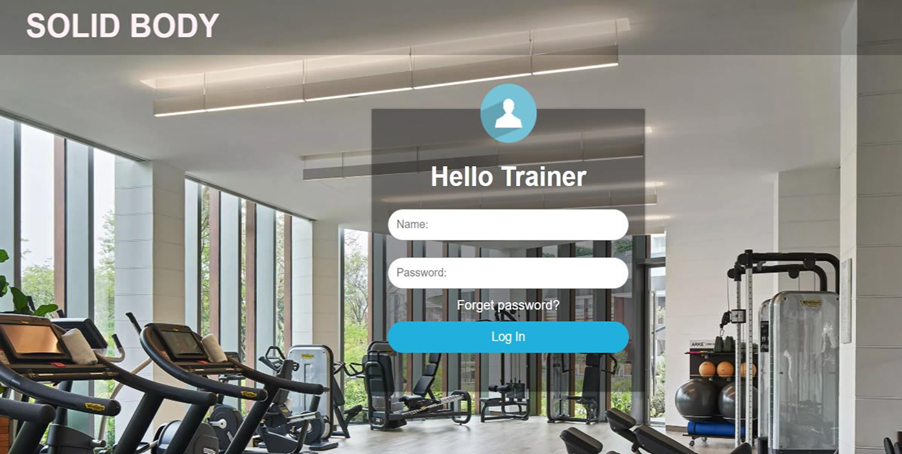 SOLID BODY
Hello Trainer
Name:
Password:
Forget password?
Log In